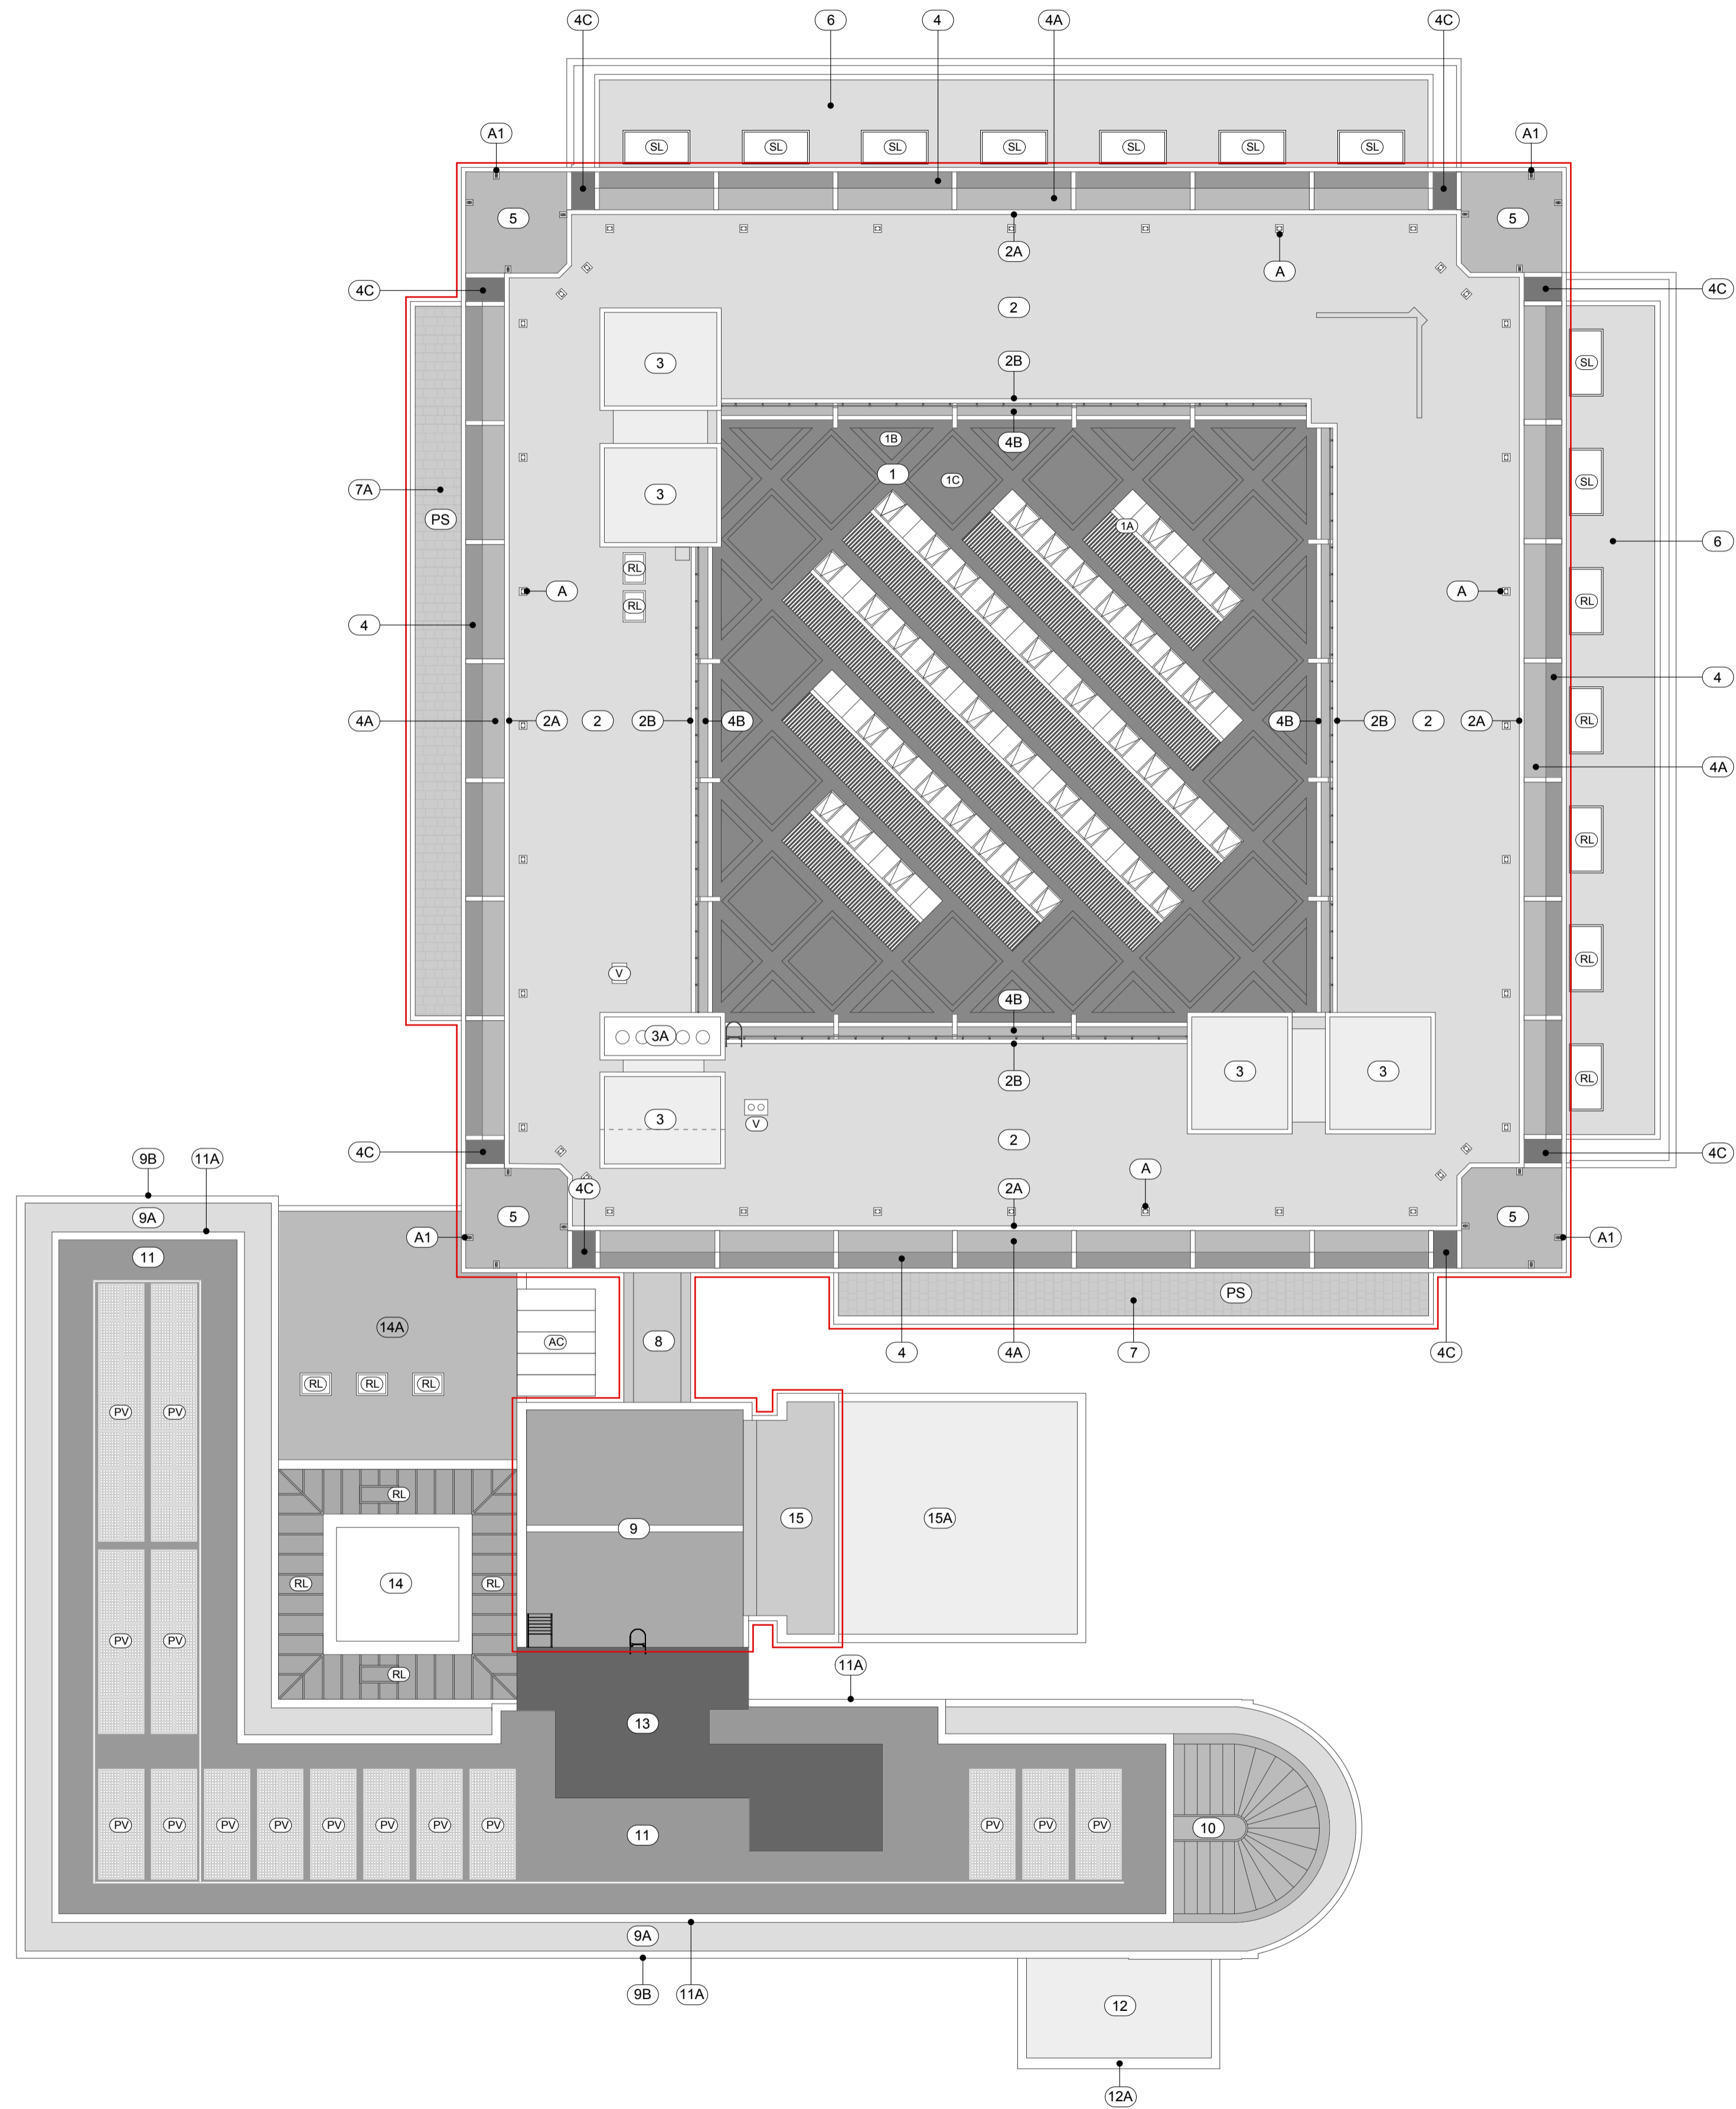 4C 6 4 4A 4C
A1 A1
SL SL SL SL SL SL SL
5 5
2A
A
4C 4C
2
2B
3 SL
1B 4B
1 1C
7A 3 SL
PS 1A
6
RL
A A
RL RL
4 4
4A 2A 2 2B 4B 4B 2B 2 2A RL
4A
RL
V RL
4B
3A
3 3 RL
2B
3 V
2
9B 11A 4C 4C
A
4C 2A
9A 5 5
A1 A1
11
PS
14A
8
AC
4 4A 7 4C
RL RL RL
PV PV
RL
15 15A
9
RL 14 RL
PV PV
RL
11A
13
PV PV PV PV PV PV PV PV PV PV PV
11 10
9A
9B 11A
12
12A